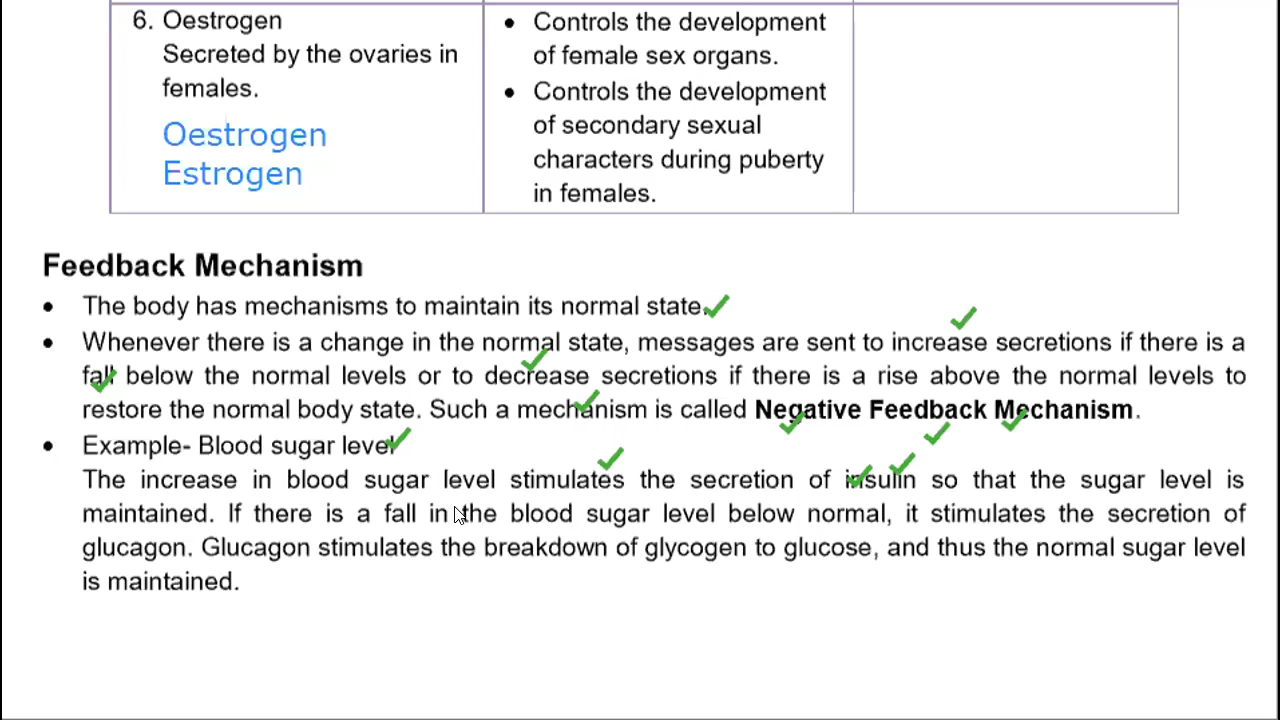 6. Oestrogen
Secreted by the ovaries in
females.
Oestrogen
Estrogen
• Controls the development
of female sex organs.
• Controls the development
of secondary sexual
characters during puberty
in females.
Feedback Mechanism
• The body has mechanisms to maintain its normal state.
• Whenever there is a change in the normal state, messages are sent to increase secretions if there is a
fall below the normal levels or to decrease secretions if there is a rise above the normal levels to
restore the normal body state. Such a mechanism is called Negative Feedback Mechanism.
• Example- Blood sugar level
The increase in blood sugar level stimulates the secretion of insulin so that the sugar level is
maintained. If there is a fall in the blood sugar level below normal, it stimulates the secretion of
glucagon. Glucagon stimulates the breakdown of glycogen to glucose, and thus the normal sugar level
is maintained.